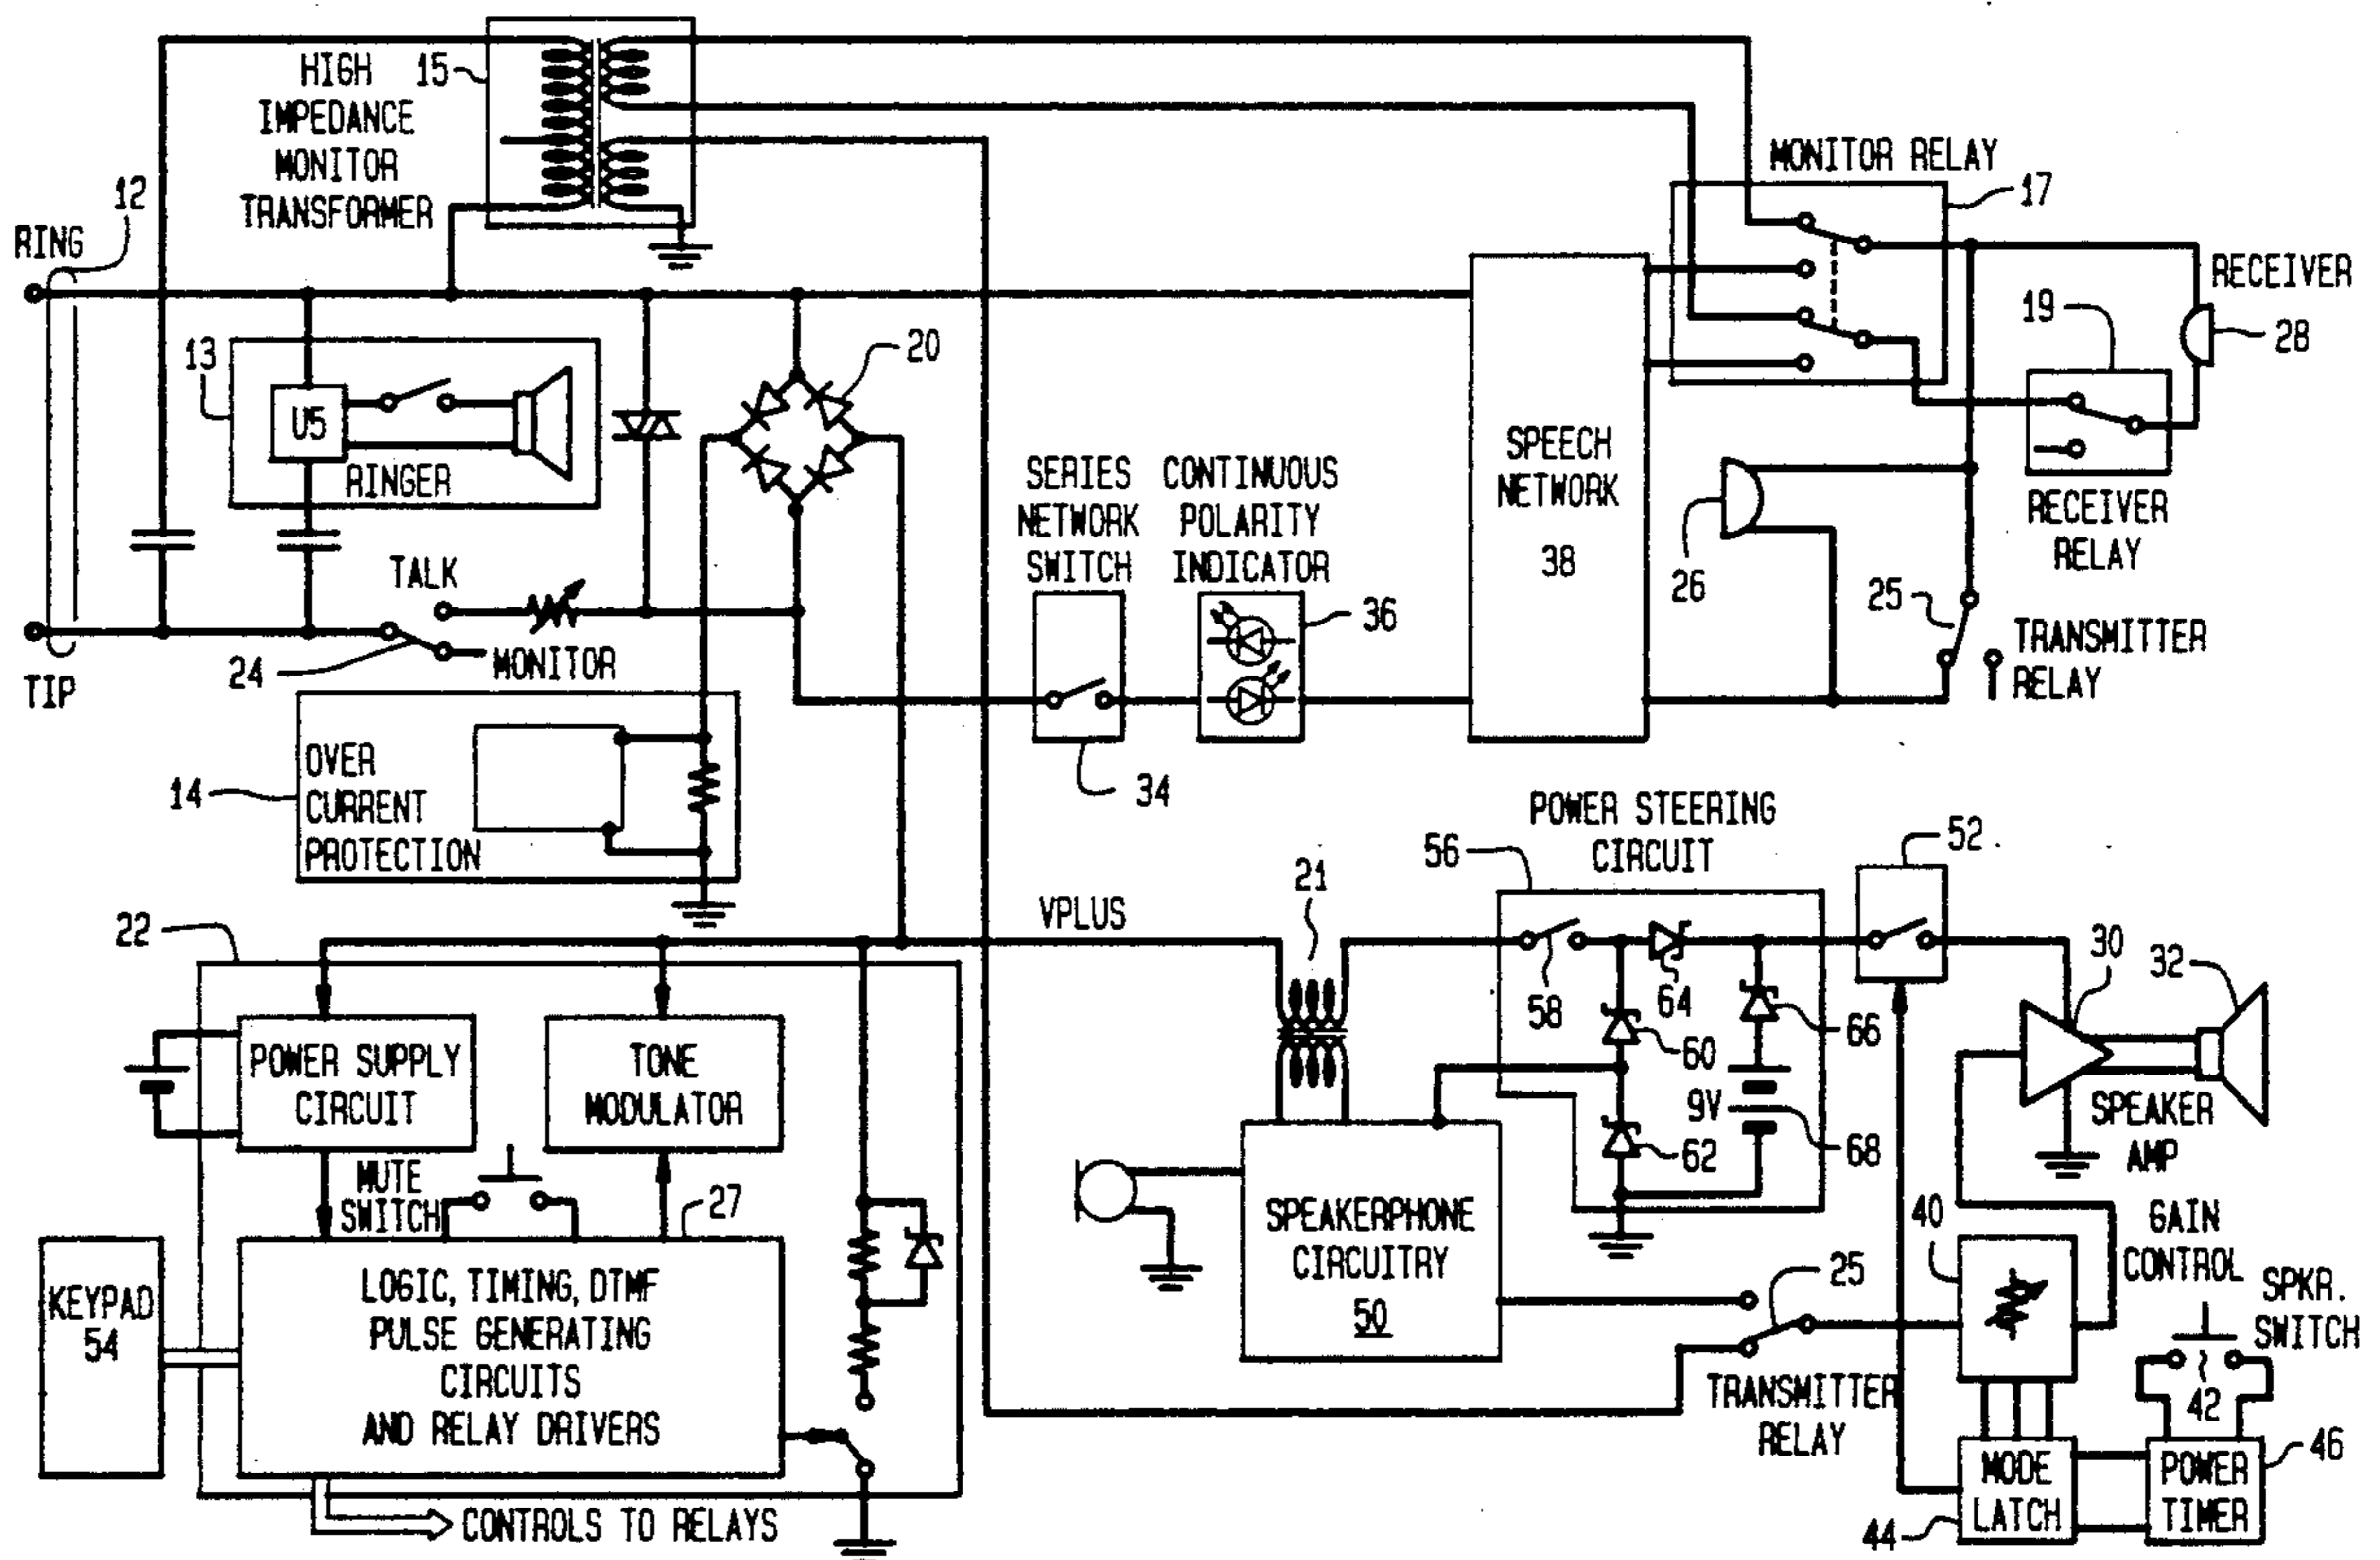 HIGH
IMPEDANCE
MONITOR
TRANSFORMER
15
12
RING
TIP
13
U5
RINGER
TALK
MONITOR
24
20
14
OVER
CURRENT
PROTECTION
SERIES
NETWORK
SWITCH
34
CONTINUOUS
POLARITY
INDICATOR
36
SPEECH
NETWORK
38
MONITOR RELAY
17
RECEIVER
28
19
RECEIVER
RELAY
26
25
TRANSMITTER
RELAY
22
VPLUS
POWER SUPPLY
CIRCUIT
TONE
MODULATOR
MUTE
SWITCH
27
KEYPAD
54
LOGIC, TIMING, DTMF
PULSE GENERATING
CIRCUITS
AND RELAY DRIVERS
CONTROLS TO RELAYS
21
POWER STEERING
CIRCUIT
56
58
64
60
66
62
9V
68
52
30
32
SPEAKER
AMP
SPEAKERPHONE
CIRCUITRY
50
25
TRANSMITTER
RELAY
40
GAIN
CONTROL
SPKR.
SWITCH
42
MODE
LATCH
44
POWER
TIMER
46